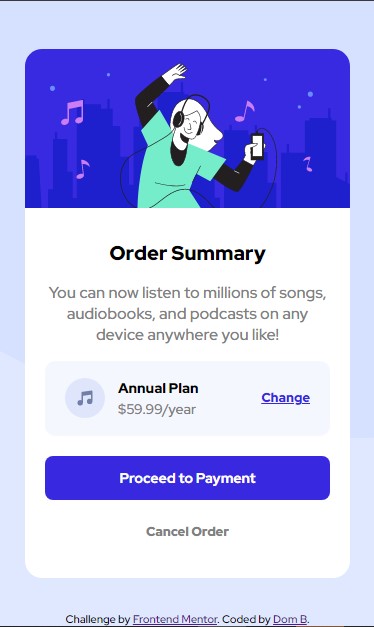 Order Summary
You can now listen to millions of songs,
audiobooks, and podcasts on any
device anywhere you like!
Annual Plan
$59.99/year
Change
Proceed to Payment
Cancel Order
Challenge by Frontend Mentor. Coded by Dom B.